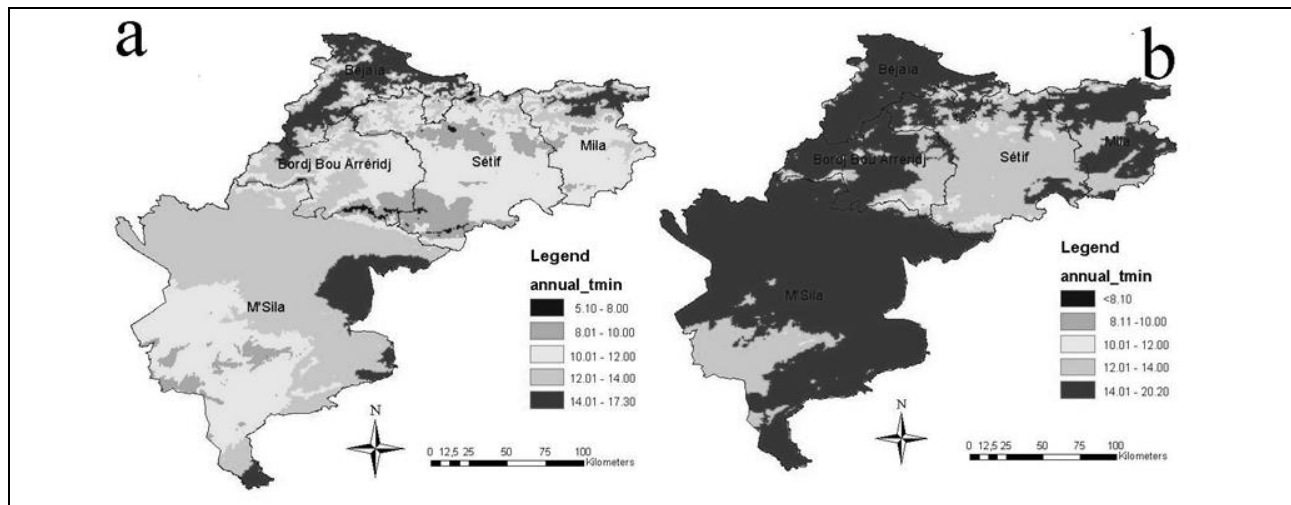 a
Béjaïa
Bordj Bou Arréridj
Sétif
Mila
M'Sila
Legend
annual_tmin
5.10 - 8.00
8.01 - 10.00
10.01 - 12.00
12.01 - 14.00
14.01 - 17.30
N
0 12,5 25 50 75 100
Kilometers
b
Béjaïa
Bordj Bou Arréridj
Sétif
Mila
M'Sila
Legend
annual_tmin
<8.10
8.11 - 10.00
10.01 - 12.00
12.01 - 14.00
14.01 - 20.20
N
0 12,5 25 50 75 100
Kilometers